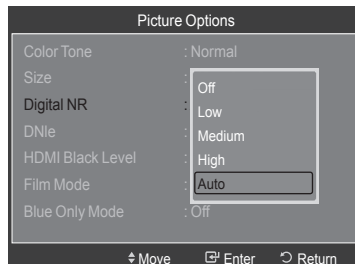 Picture Options
Color Tone : Normal
Size :
Digital NR :
DNIe :
HDMI Black Level :
Film Mode :
Blue Only Mode : Off
Off
Low
Medium
High
Auto
Move Enter Return